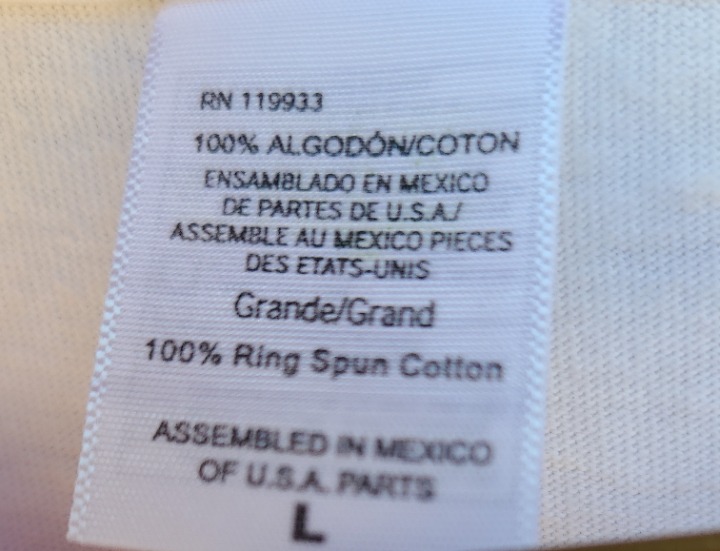 RN 119933
100% ALGODÓN/COTON
ENSAMBLADO EN MEXICO
DE PARTES DE U.S.A./
ASSEMBLE AU MEXICO PIECES
DES ETATS-UNIS
Grande/Grand
100% Ring Spun Cotton
ASSEMBLED IN MEXICO
OF U.S.A. PARTS
L